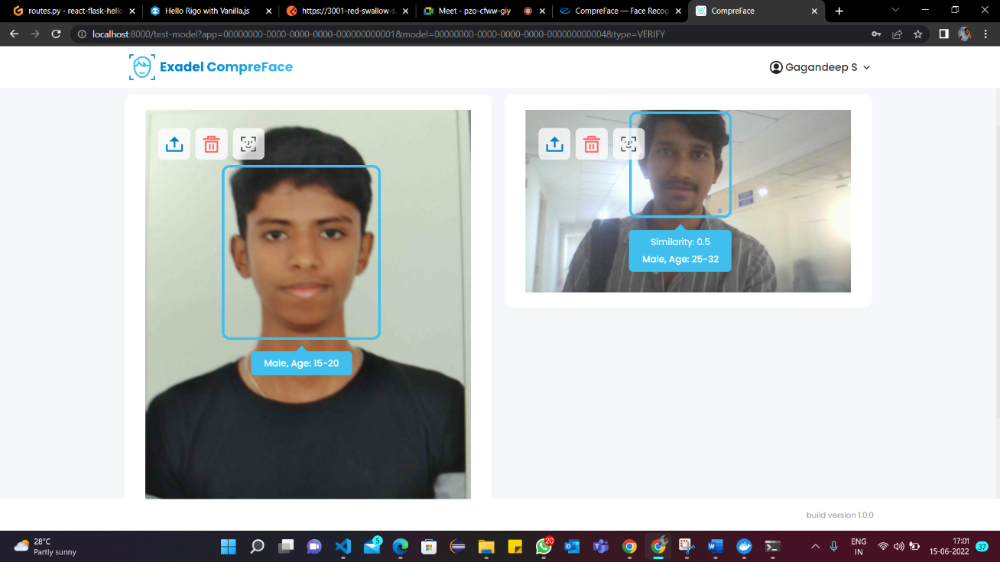 routes.py - react-flask-hello
Hello Rigo with Vanilla.js
https://3001-red-swallow-s
Meet - pzo-cfww-giy
CompreFace — Face Recog
CompreFace
localhost:8000/test-model?app=00000000-0000-0000-0000-000000000001&model=00000000-0000-0000-0000-000000000004&type=VERIFY
Exadel CompreFace
Gagandeep S
Male, Age: 15-20
Similarity: 0.5
Male, Age: 25-32
build version 1.0.0
28°C
Partly sunny
5
20
ENG
IN
17:01
15-06-2022
37